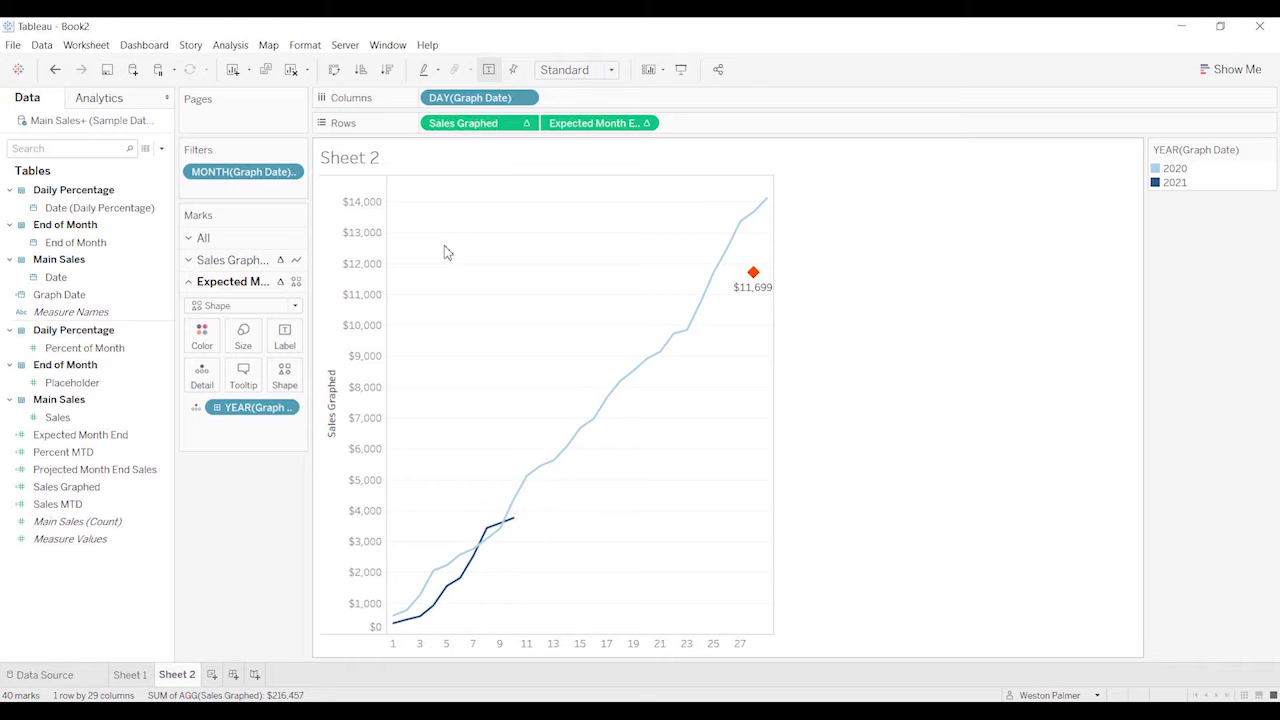 Tableau - Book2
File Data Worksheet Dashboard Story Analysis Map Format Server Window Help
Standard
Show Me
Data Analytics
Main Sales+ (Sample Dat...
Search
Tables
Daily Percentage
Date (Daily Percentage)
End of Month
End of Month
Main Sales
Date
Graph Date
Abc Measure Names
Daily Percentage
Percent of Month
End of Month
Placeholder
Main Sales
Sales
Expected Month End
Percent MTD
Projected Month End Sales
Sales Graphed
Sales MTD
Main Sales (Count)
Measure Values
Pages
Filters
MONTH(Graph Date)..
Marks
All
Sales Graph..
Expected M...
Shape
Color Size Label
Detail Tooltip Shape
YEAR(Graph ..
Columns DAY(Graph Date)
Rows Sales Graphed Expected Month E..
Sheet 2
$14,000
$13,000
$12,000
$11,000
$10,000
$9,000
$8,000
$7,000
$6,000
$5,000
$4,000
$3,000
$2,000
$1,000
$0
Sales Graphed
$11,699
1 3 5 7 9 11 13 15 17 19 21 23 25 27
YEAR(Graph Date)
2020
2021
Data Source Sheet 1 Sheet 2
40 marks 1 row by 29 columns SUM of AGG(Sales Graphed): $216,457
Weston Palmer